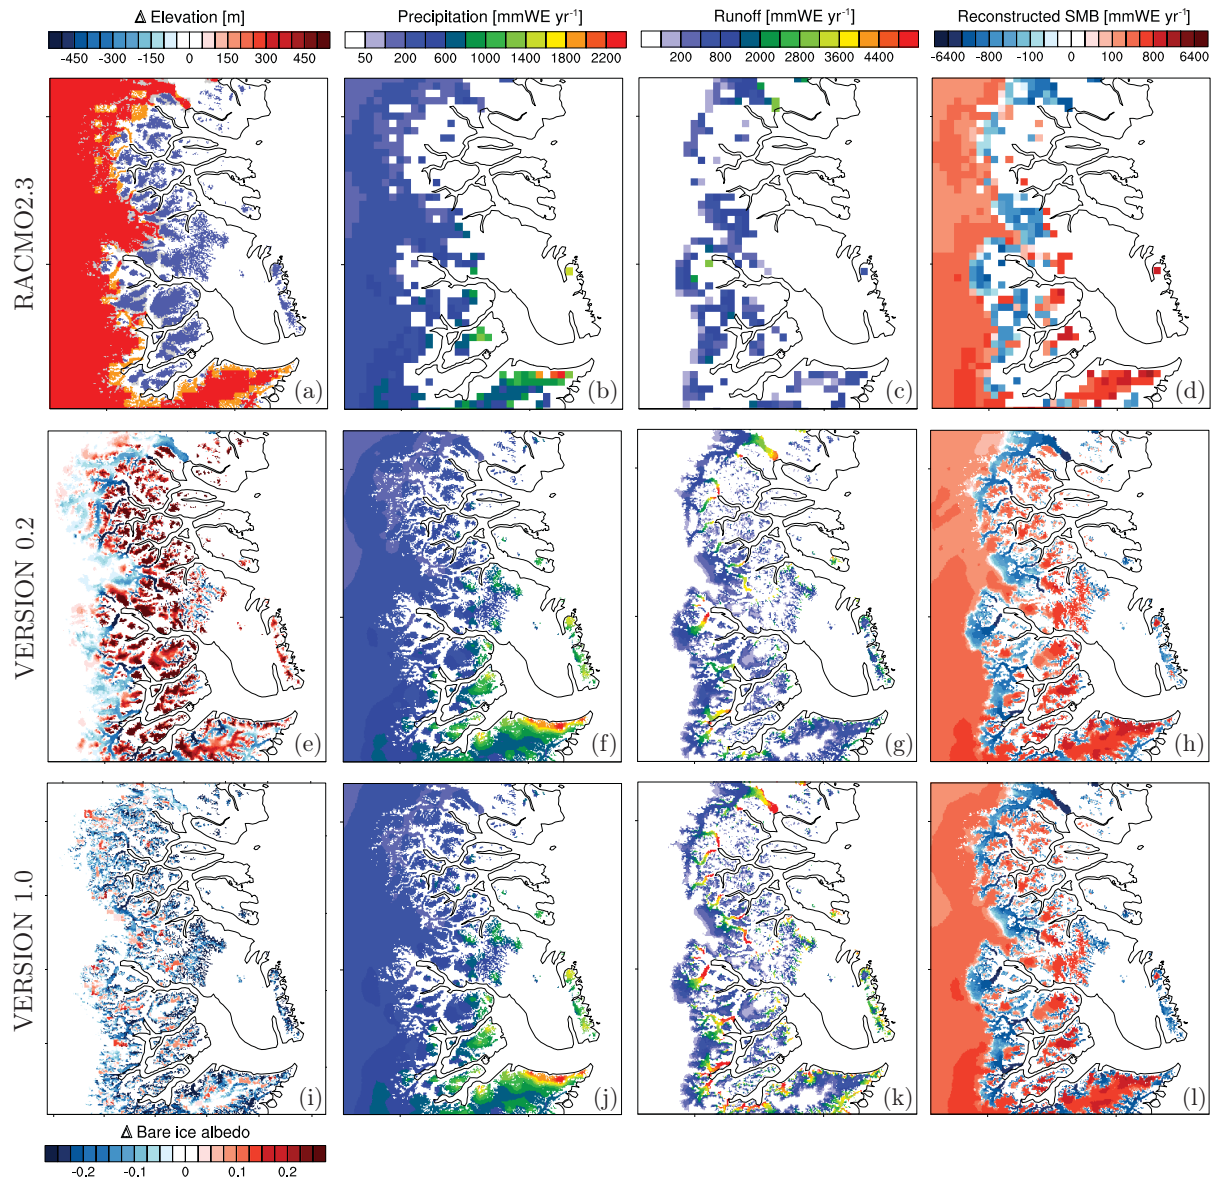 Δ Elevation [m]
-450 -300 -150 0 150 300 450
Precipitation [mmWE yr⁻¹]
50 200 600 1000 1400 1800 2200
Runoff [mmWE yr⁻¹]
200 800 2000 2800 3600 4400
Reconstructed SMB [mmWE yr⁻¹]
-6400 -800 -100 0 100 800 6400
RACMO2.3
(a) (b) (c) (d)
VERSION 0.2
(e) (f) (g) (h)
VERSION 1.0
(i) (j) (k) (l)
Δ Bare ice albedo
-0.2 -0.1 0 0.1 0.2